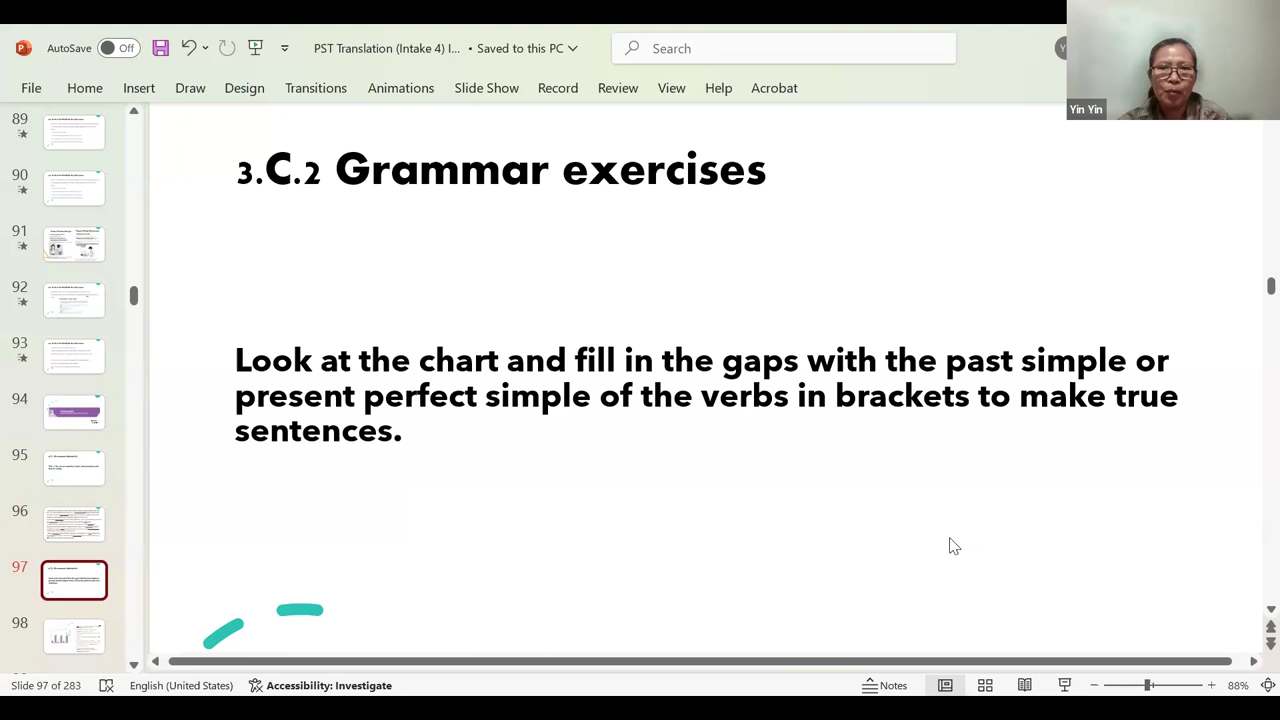 AutoSave
Off
PST Translation (Intake 4) I... • Saved to this PC
Search
Y
File
Home
Insert
Draw
Design
Transitions
Animations
Slide Show
Record
Review
View
Help
Acrobat
Yin Yin
89
90
91
92
93
94
95
96
97
98
3.C.2 Grammar exercises
Look at the chart and fill in the gaps with the past simple or
present perfect simple of the verbs in brackets to make true
sentences.
Slide 97 of 283
English (United States)
Accessibility: Investigate
Notes
88%